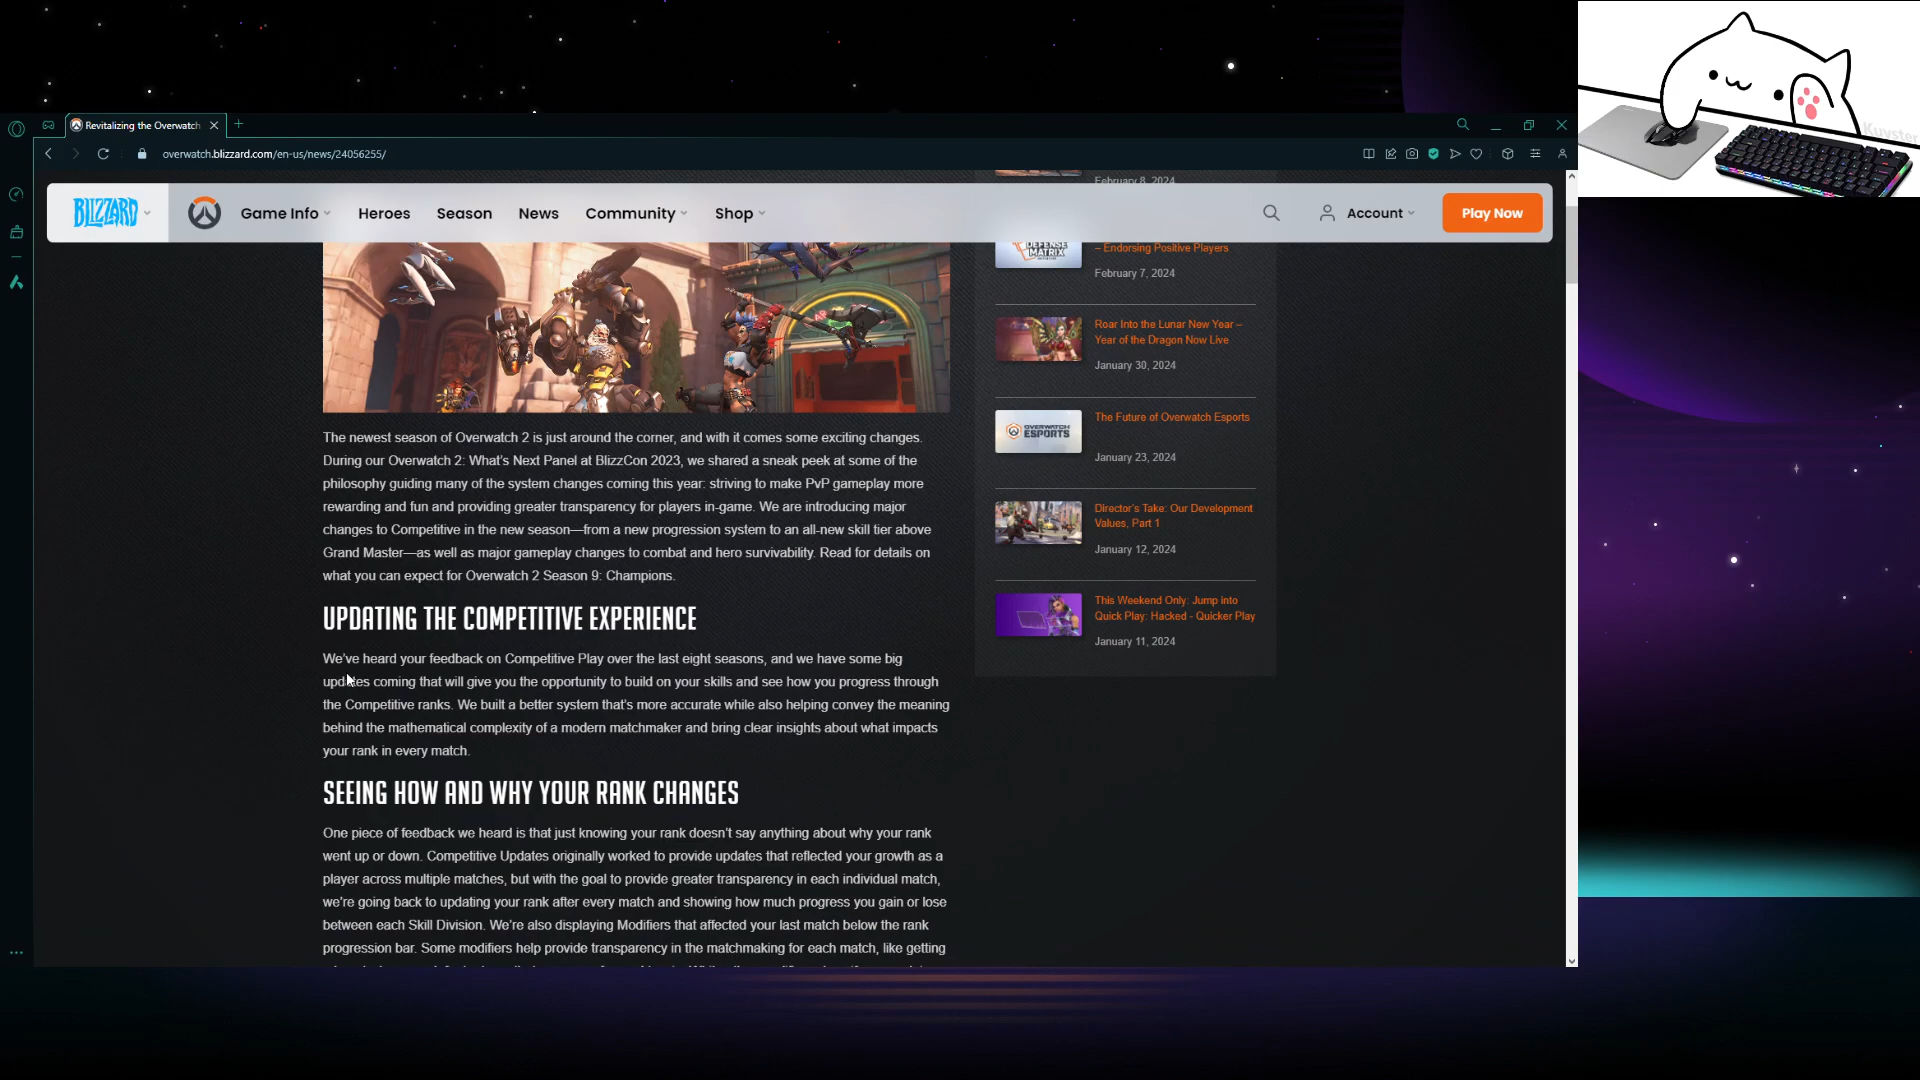 Revitalizing the Overwatch
overwatch.blizzard.com/en-us/news/24056255/
February 8, 2024
BLIZZARD Game Info Heroes Season News Community Shop Account Play Now
The newest season of Overwatch 2 is just around the corner, and with it comes some exciting changes.
During our Overwatch 2: What's Next Panel at BlizzCon 2023, we shared a sneak peek at some of the
philosophy guiding many of the system changes coming this year: striving to make PvP gameplay more
rewarding and fun and providing greater transparency for players in-game. We are introducing major
changes to Competitive in the new season—from a new progression system to an all-new skill tier above
Grand Master—as well as major gameplay changes to combat and hero survivability. Read for details on
what you can expect for Overwatch 2 Season 9: Champions.
UPDATING THE COMPETITIVE EXPERIENCE
We've heard your feedback on Competitive Play over the last eight seasons, and we have some big
updates coming that will give you the opportunity to build on your skills and see how you progress through
the Competitive ranks. We built a better system that's more accurate while also helping convey the meaning
behind the mathematical complexity of a modern matchmaker and bring clear insights about what impacts
your rank in every match.
SEEING HOW AND WHY YOUR RANK CHANGES
One piece of feedback we heard is that just knowing your rank doesn't say anything about why your rank
went up or down. Competitive Updates originally worked to provide updates that reflected your growth as a
player across multiple matches, but with the goal to provide greater transparency in each individual match,
we're going back to updating your rank after every match and showing how much progress you gain or lose
between each Skill Division. We're also displaying Modifiers that affected your last match below the rank
progression bar. Some modifiers help provide transparency in the matchmaking for each match, like getting
DEFENSE
MATRIX
– Endorsing Positive Players
February 7, 2024
Roar Into the Lunar New Year –
Year of the Dragon Now Live
January 30, 2024
OVERWATCH
ESPORTS
The Future of Overwatch Esports
January 23, 2024
Director's Take: Our Development
Values, Part 1
January 12, 2024
This Weekend Only: Jump into
Quick Play: Hacked - Quicker Play
January 11, 2024
Kuvster